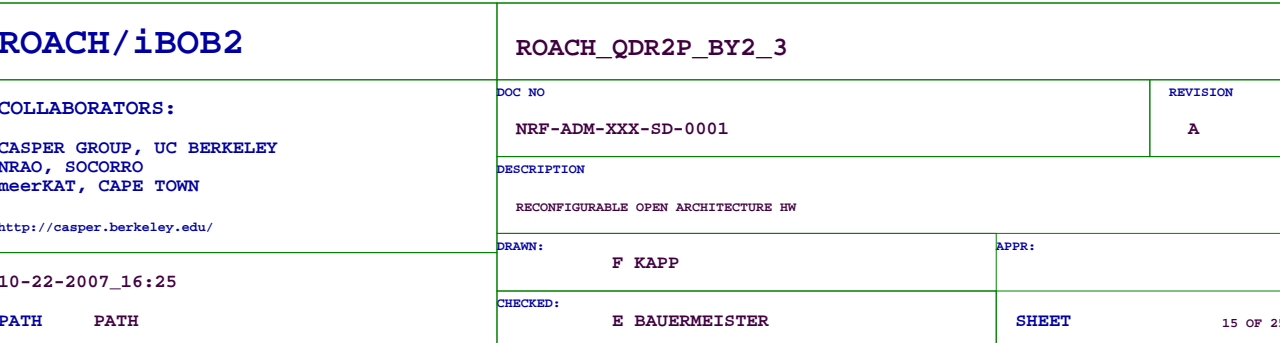 ROACH/iBOB2
COLLABORATORS:
CASPER GROUP, UC BERKELEY
NRAO, SOCORRO
meerKAT, CAPE TOWN
http://casper.berkeley.edu/
10-22-2007_16:25
PATH PATH
ROACH_QDR2P_BY2_3
DOC NO
NRF-ADM-XXX-SD-0001
REVISION
A
DESCRIPTION
RECONFIGURABLE OPEN ARCHITECTURE HW
DRAWN:
F KAPP
APPR:
CHECKED:
E BAUERMEISTER
SHEET 15 OF 25